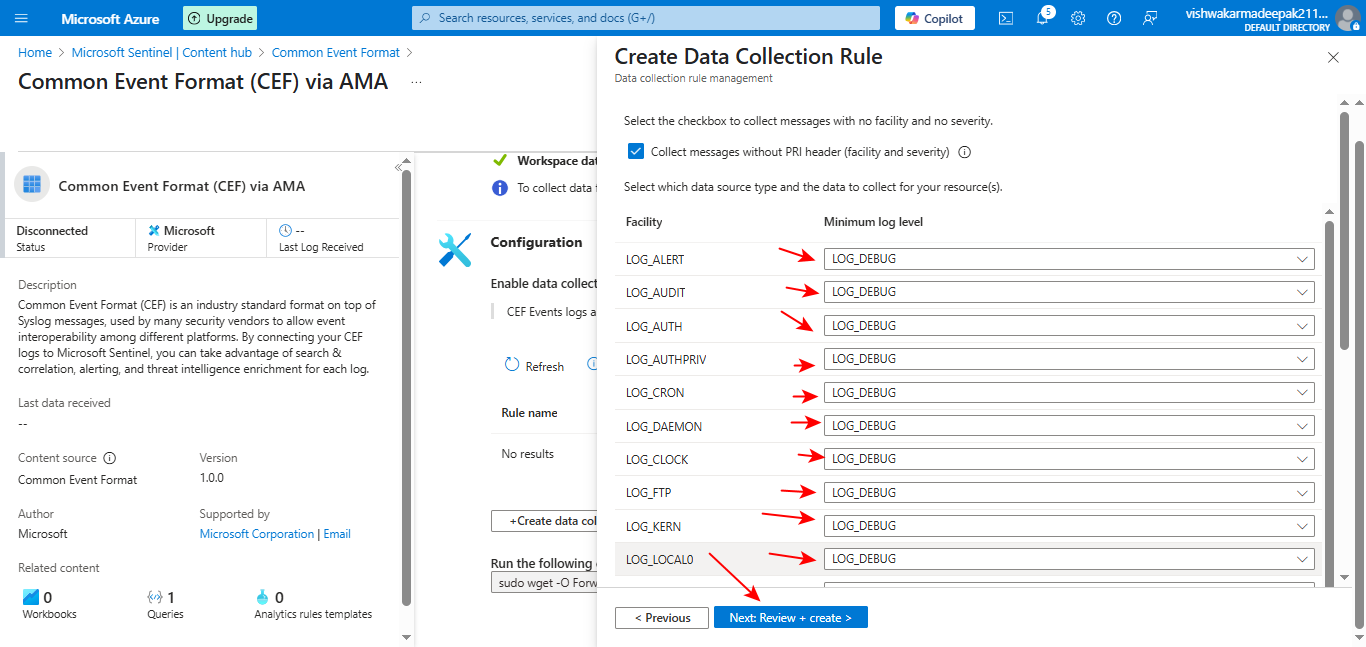 Microsoft Azure
Upgrade
Search resources, services, and docs (G+/)
Copilot
5
vishwakarmadeepak211...
DEFAULT DIRECTORY
Home > Microsoft Sentinel | Content hub > Common Event Format >
Common Event Format (CEF) via AMA
...
Common Event Format (CEF) via AMA
Disconnected
Status
Microsoft
Provider
--
Last Log Received
Description
Common Event Format (CEF) is an industry standard format on top of
Syslog messages, used by many security vendors to allow event
interoperability among different platforms. By connecting your CEF
logs to Microsoft Sentinel, you can take advantage of search &
correlation, alerting, and threat intelligence enrichment for each log.
Last data received
--
Content source
Common Event Format
Version
1.0.0
Author
Microsoft
Supported by
Microsoft Corporation | Email
Related content
0
Workbooks
1
Queries
0
Analytics rules templates
Workspace dat
To collect data
Configuration
Enable data collect
CEF Events logs a
Refresh
Rule name
No results
+Create data col
Run the following
sudo wget -O Forw
Create Data Collection Rule
Data collection rule management
Select the checkbox to collect messages with no facility and no severity.
Collect messages without PRI header (facility and severity)
Select which data source type and the data to collect for your resource(s).
Facility Minimum log level
LOG_ALERT LOG_DEBUG
LOG_AUDIT LOG_DEBUG
LOG_AUTH LOG_DEBUG
LOG_AUTHPRIV LOG_DEBUG
LOG_CRON LOG_DEBUG
LOG_DAEMON LOG_DEBUG
LOG_CLOCK LOG_DEBUG
LOG_FTP LOG_DEBUG
LOG_KERN LOG_DEBUG
LOG_LOCAL0 LOG_DEBUG
< Previous
Next: Review + create >